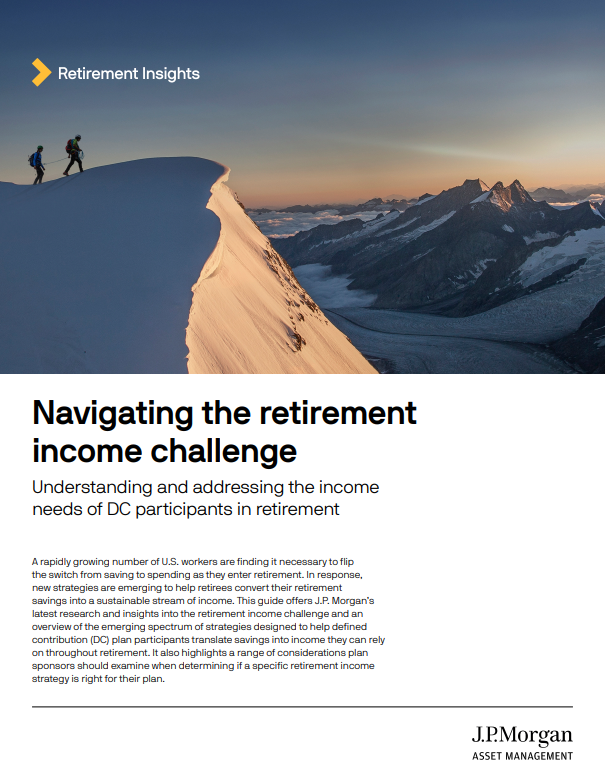 Retirement Insights
Navigating the retirement
income challenge
Understanding and addressing the income
needs of DC participants in retirement
A rapidly growing number of U.S. workers are finding it necessary to flip
the switch from saving to spending as they enter retirement. In response,
new strategies are emerging to help retirees convert their retirement
savings into a sustainable stream of income. This guide offers J.P. Morgan's
latest research and insights into the retirement income challenge and an
overview of the emerging spectrum of strategies designed to help defined
contribution (DC) plan participants translate savings into income they can rely
on throughout retirement. It also highlights a range of considerations plan
sponsors should examine when determining if a specific retirement income
strategy is right for their plan.
J.P.Morgan
ASSET MANAGEMENT